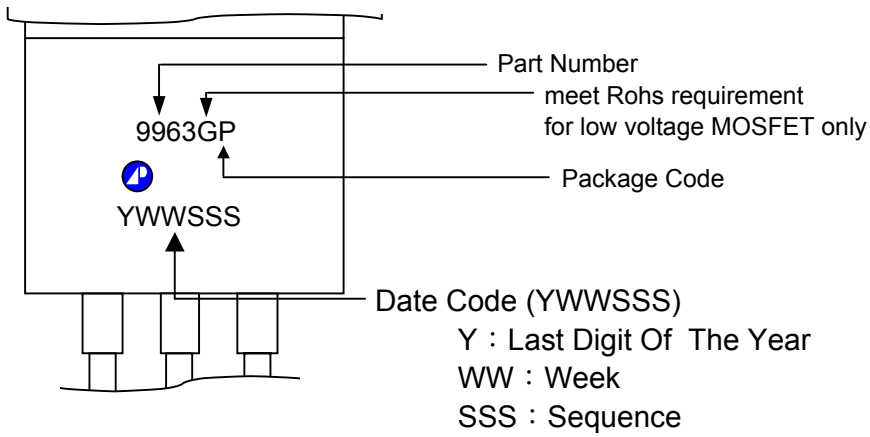 Part Number
meet Rohs requirement
for low voltage MOSFET only
9963GP
Package Code
YWWSSS
Date Code (YWWSSS)
Y：Last Digit Of The Year
WW：Week
SSS：Sequence